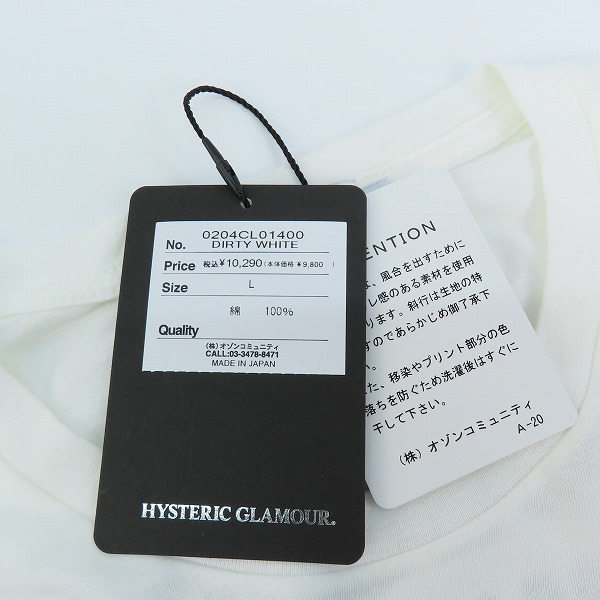 No. 0204CL01400
DIRTY WHITE
Price 税込¥10,290(本体価格 ¥9,800)
Size L
綿 100%
Quality
(株)オゾンコミュニティ
CALL:03-3478-8471
MADE IN JAPAN
HYSTERIC GLAMOUR.
ENTION
は、風合を出すために
レ感のある素材を使用
ります。斜行は生地の特
すのであらかじめ御了承下
い。
た、移染やプリント部分の色
落ちを防ぐため洗濯後はすぐに
干して下さい。
(株)オゾンコミュニティ
A-20